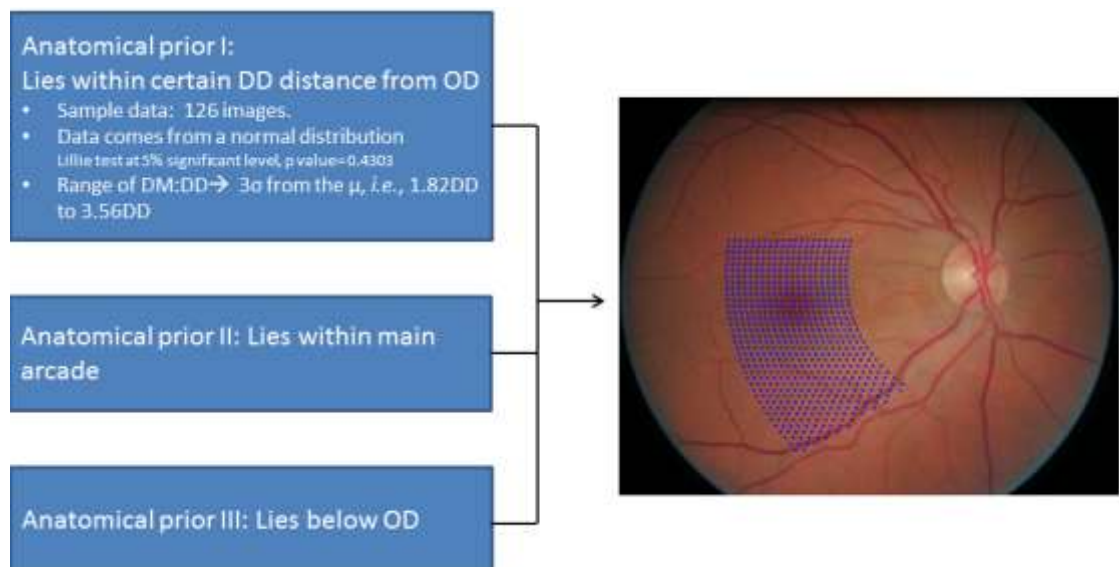 Anatomical prior I:
Lies within certain DD distance from OD
• Sample data: 126 images.
• Data comes from a normal distribution
Lillie test at 5% significant level, p value=0.4303
• Range of DM:DD→ 3σ from the μ, i.e., 1.82DD
to 3.56DD
Anatomical prior II: Lies within main
arcade
Anatomical prior III: Lies below OD